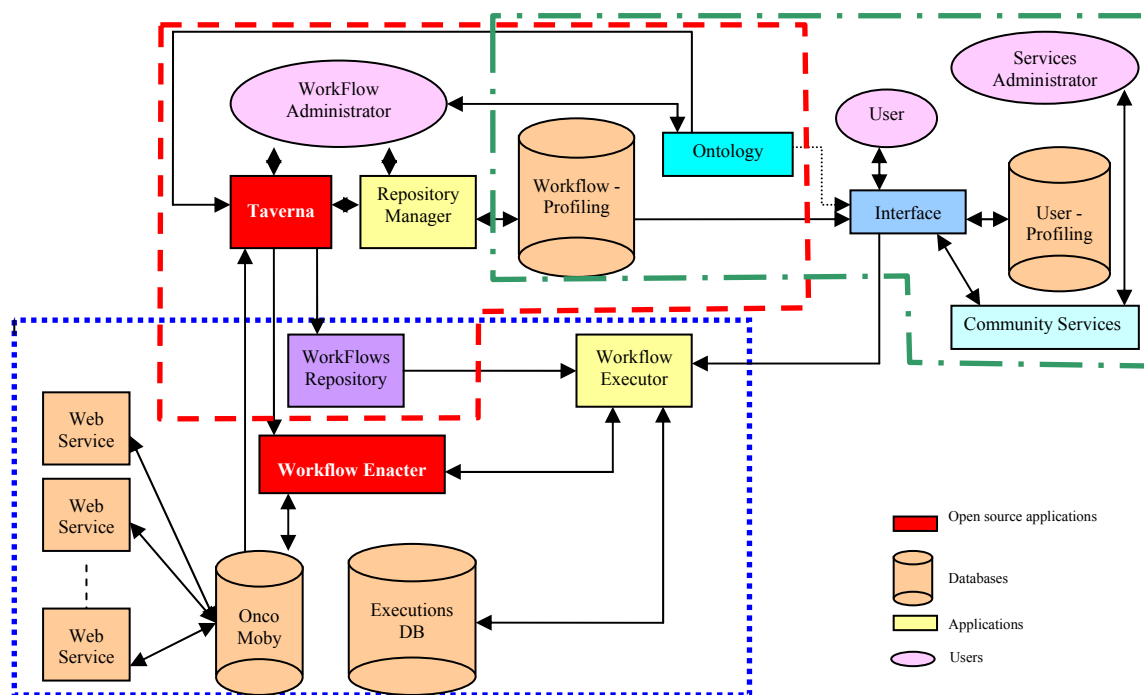 Services
Administrator
WorkFlow
Administrator
User
Ontology
Workflow -
Profiling
Repository
Manager
Taverna
Interface
User -
Profiling
Community Services
WorkFlows
Repository
Workflow
Executor
Web
Service
Workflow Enacter
Web
Service
Web
Service
Onco
Moby
Executions
DB
Open source applications
Databases
Applications
Users